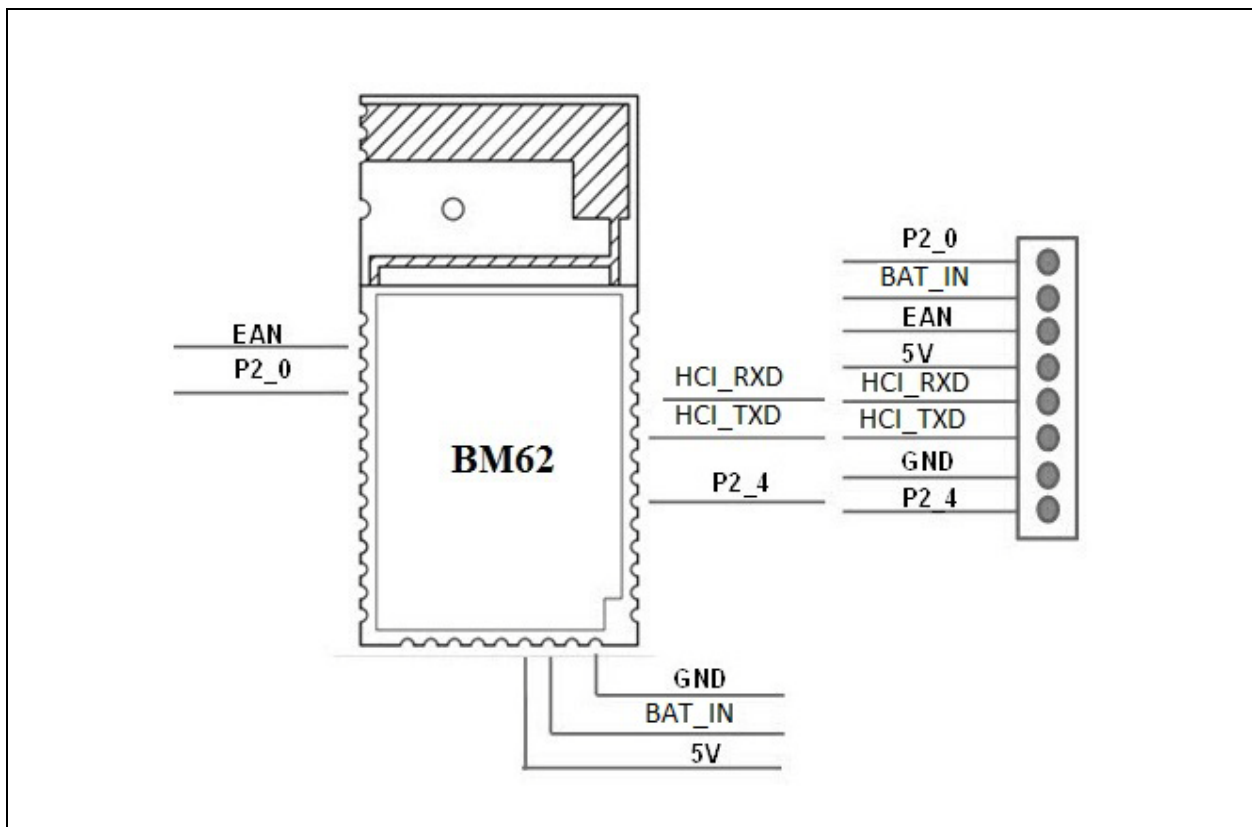 EAN
P2_0
BM62
HCI_RXD
HCI_TXD
P2_4
GND
BAT_IN
5V
P2_0
BAT_IN
EAN
5V
HCI_RXD
HCI_TXD
GND
P2_4